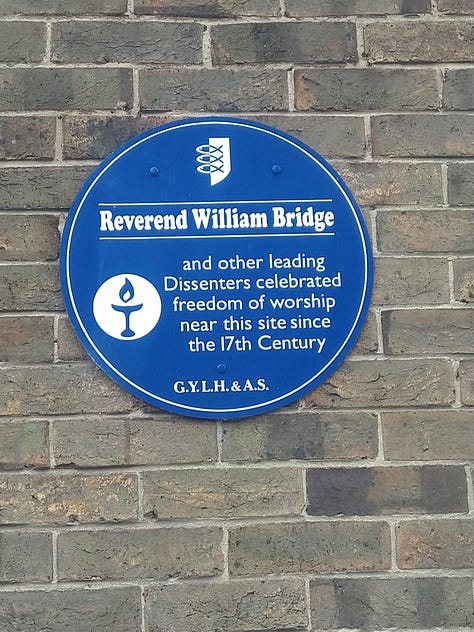 Reverend William Bridge
and other leading
Dissenters celebrated
freedom of worship
near this site since
the 17th Century
G.Y.L.H. & A.S.